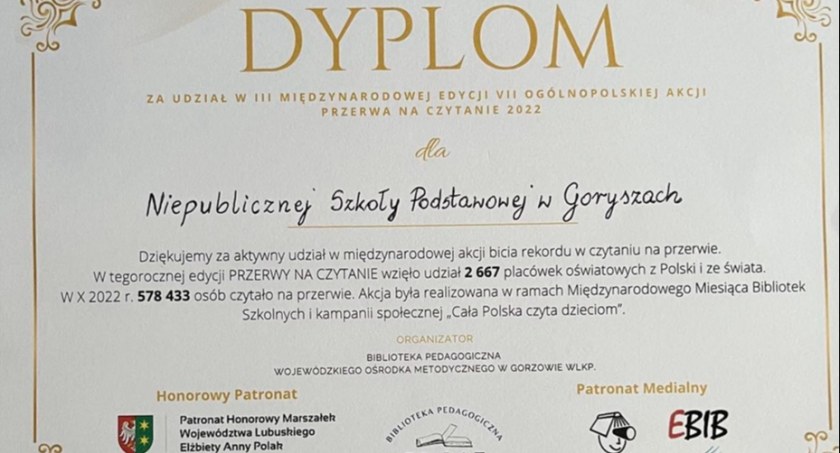 DYPLOM
ZA UDZIAŁ W III MIĘDZYNARODOWEJ EDYCJI VII OGÓLNOPOLSKIEJ AKCJI
PRZERWA NA CZYTANIE 2022
dla
Niepublicznej Szkoły Podstawowej w Goryszach
Dziękujemy za aktywny udział w międzynarodowej akcji bicia rekordu w czytaniu na przerwie.
W tegorocznej edycji PRZERWY NA CZYTANIE wzięło udział 2 667 placówek oświatowych z Polski i ze świata.
W X 2022 r. 578 433 osób czytało na przerwie. Akcja była realizowana w ramach Międzynarodowego Miesiąca Bibliotek
Szkolnych i kampanii społecznej „Cała Polska czyta dzieciom”.
ORGANIZATOR
BIBLIOTEKA PEDAGOGICZNA
WOJEWÓDZKIEGO OŚRODKA METODYCZNEGO W GORZOWIE WLKP.
Honorowy Patronat
Patronat Medialny
Patronat Honorowy Marszałek
Województwa Lubuskiego
Elżbiety Anny Polak
BIBLIOTEKA PEDAGOGICZNA
EBIB